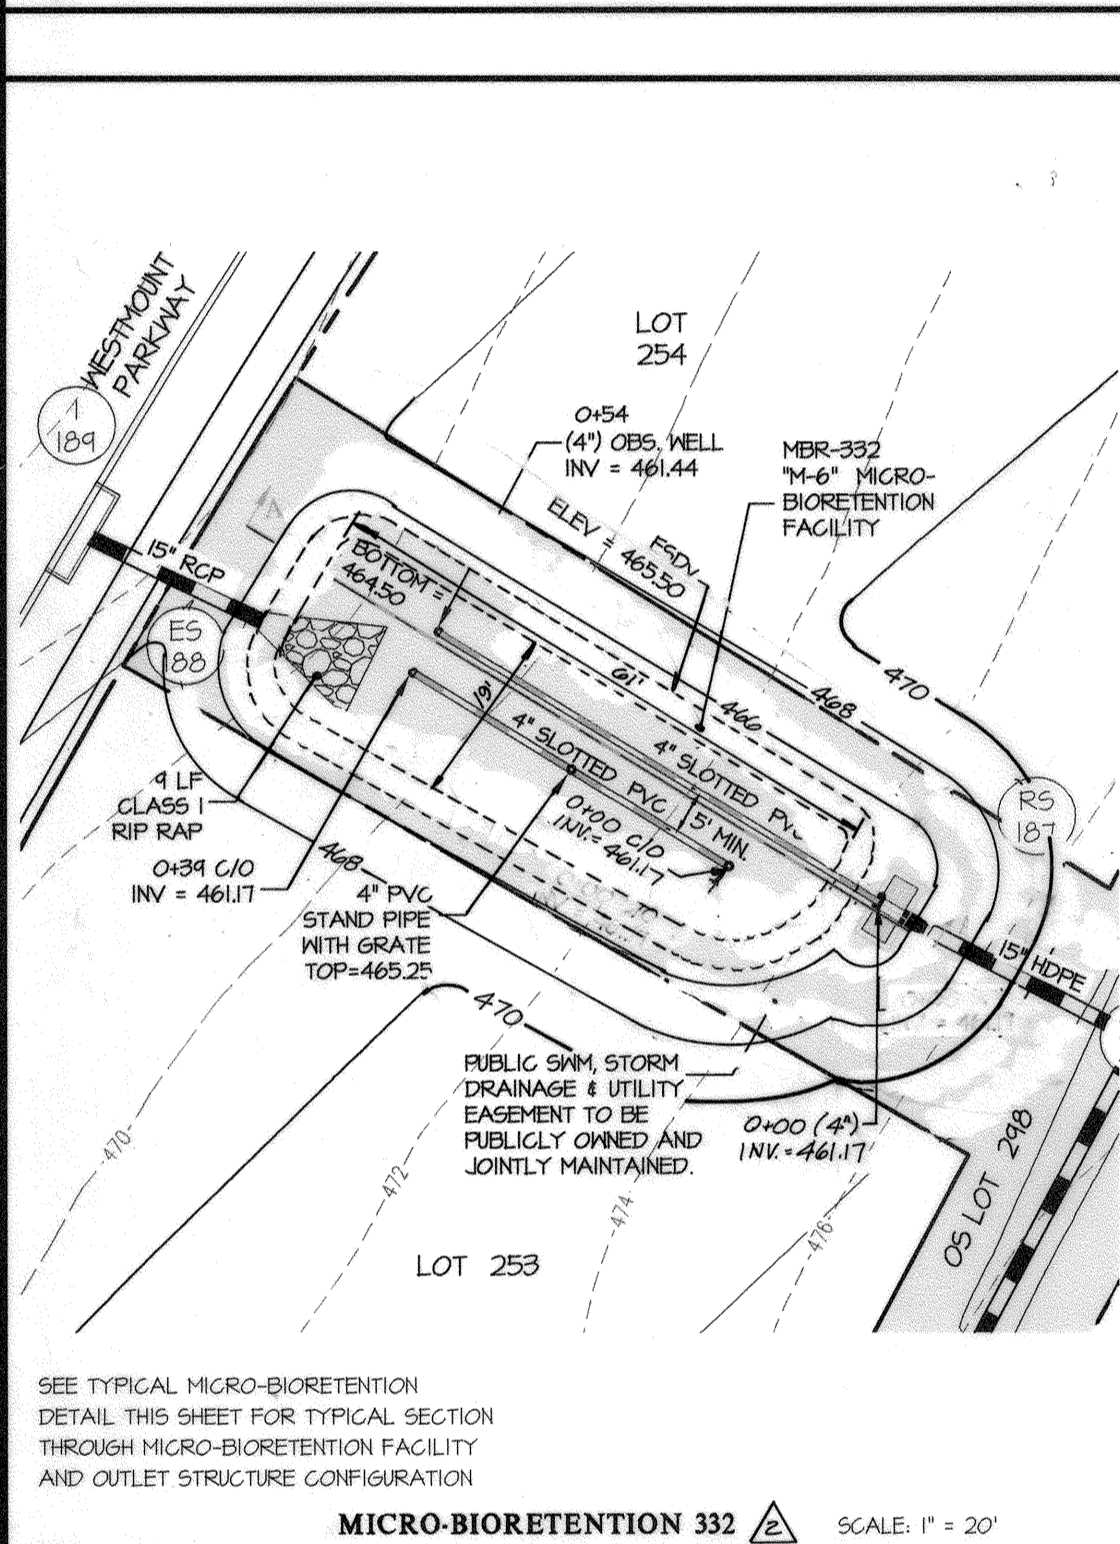 WESTMOUNT
PARKWAY
1
189
LOT
254
0+54
(4") OBS. WELL
INV = 461.44
MBR-332
"M-6" MICRO-
BIORETENTION
FACILITY
ESDv
ELEV = 465.50
15" RCP
BOTTOM =
464.50
ES
188
61'
466
468
470
19'
4" SLOTTED PVC
4" SLOTTED PVC
5' MIN.
0+00 C/O
INV.= 461.17
RS
187
9 LF
CLASS I
RIP RAP
0+39 C/O
INV = 461.17
468
4" PVC
STAND PIPE
WITH GRATE
TOP=465.25
15" HDPE
470
PUBLIC SWM, STORM
DRAINAGE & UTILITY
EASEMENT TO BE
PUBLICLY OWNED AND
JOINTLY MAINTAINED.
0+00 (4")
INV.=461.17
470
472
474
476
OS LOT 298
LOT 253
SEE TYPICAL MICRO-BIORETENTION
DETAIL THIS SHEET FOR TYPICAL SECTION
THROUGH MICRO-BIORETENTION FACILITY
AND OUTLET STRUCTURE CONFIGURATION
MICRO-BIORETENTION 332 2 SCALE: 1" = 20'